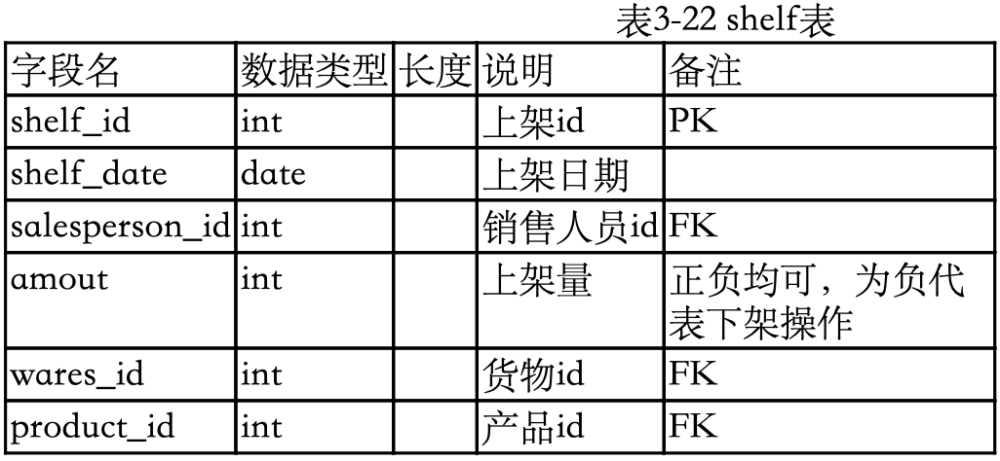 表3-22 shelf表
字段名 数据类型 长度 说明 备注
shelf_id int 上架id PK
shelf_date date 上架日期
salesperson_id int 销售人员id FK
amout int 上架量 正负均可，为负代
表下架操作
wares_id int 货物id FK
product_id int 产品id FK